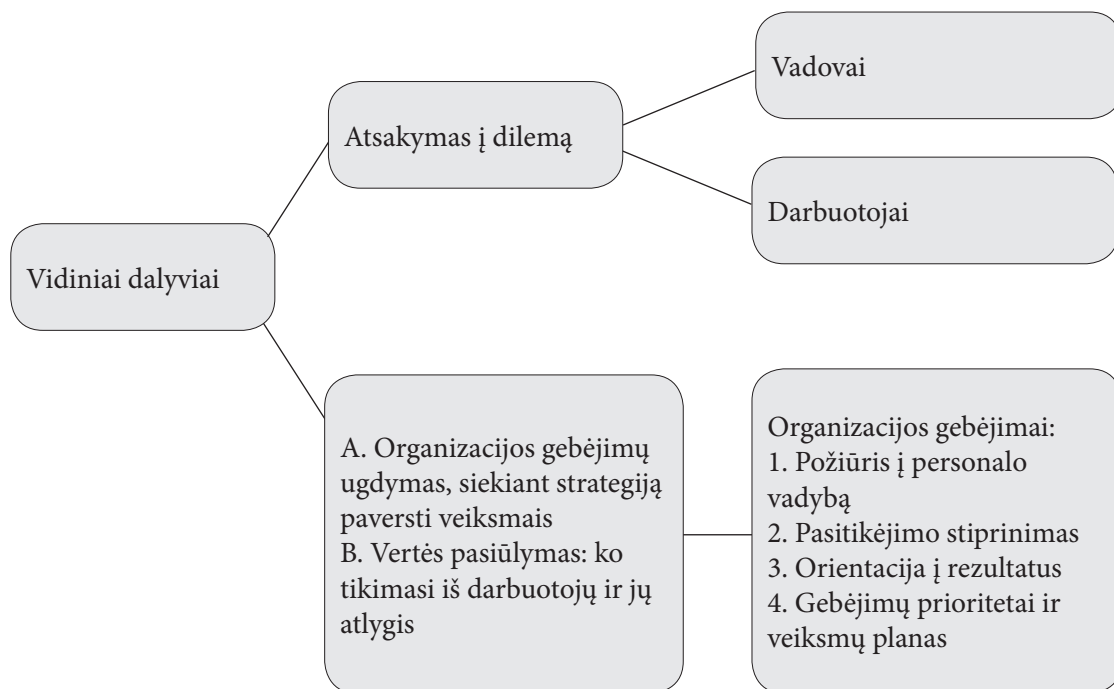 Vadovai
Atsakymas į dilemą
Darbuotojai
Vidiniai dalyviai
A. Organizacijos gebėjimų
ugdymas, siekiant strategiją
paversti veiksmais
B. Vertės pasiūlymas: ko
tikimasi iš darbuotojų ir jų
atlygis
Organizacijos gebėjimai:
1. Požiūris į personalo
vadybą
2. Pasitikėjimo stiprinimas
3. Orientacija į rezultatus
4. Gebėjimų prioritetai ir
veiksmų planas